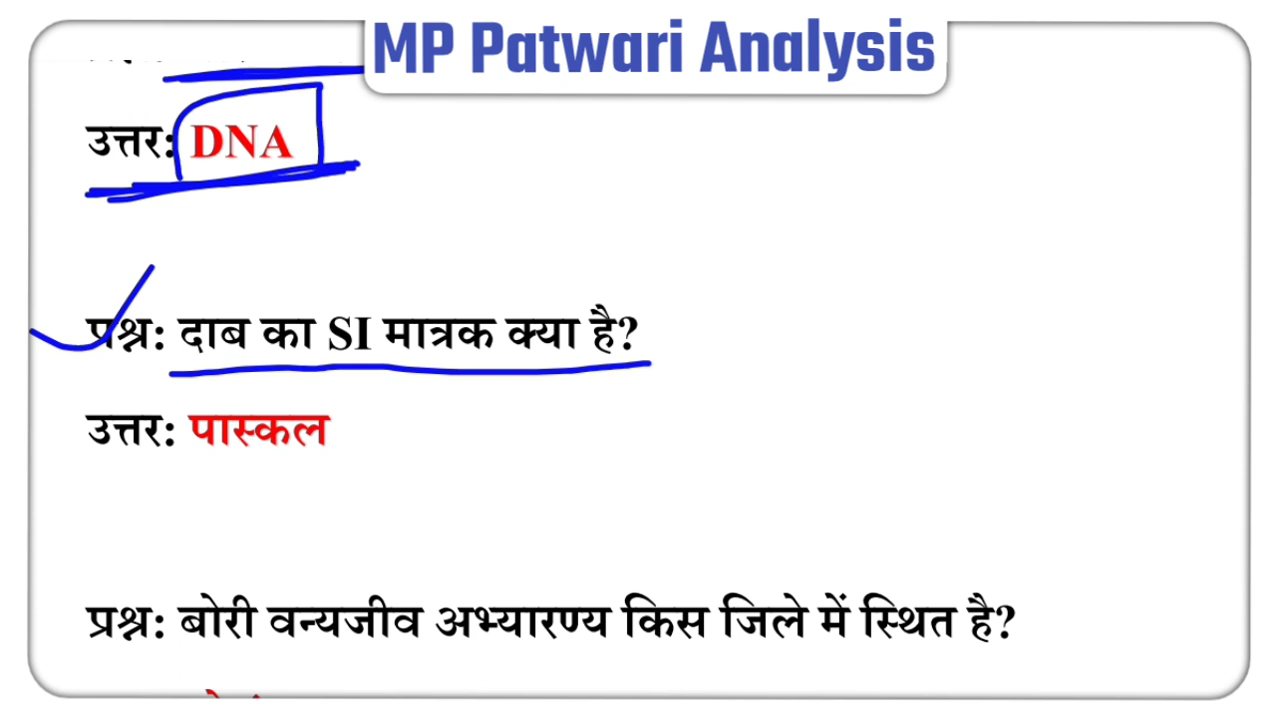 MP Patwari Analysis
उत्तर: DNA
प्रश्न: दाब का SI मात्रक क्या है?
उत्तर: पास्कल
प्रश्न: बोरी वन्यजीव अभ्यारण्य किस जिले में स्थित है?